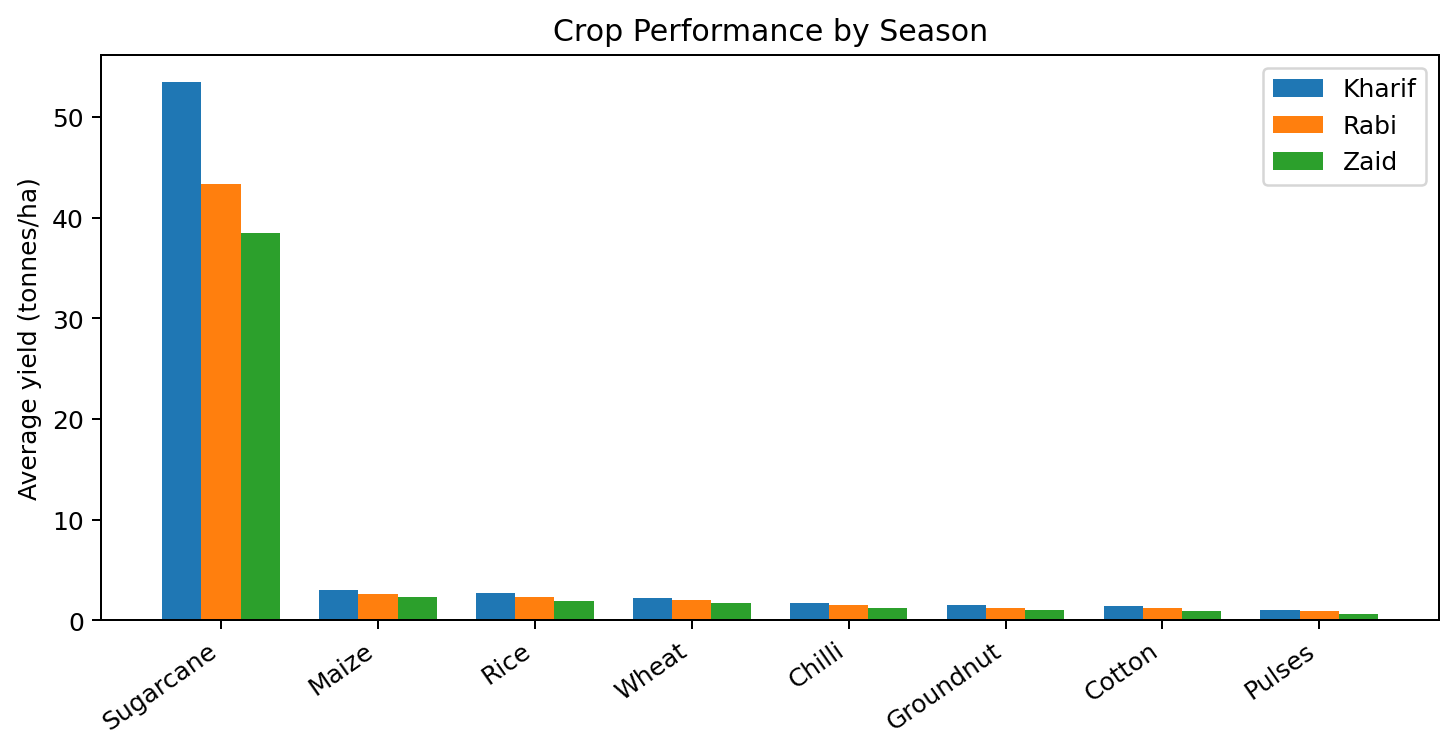 Crop Performance by Season
Average yield (tonnes/ha)
50
40
30
20
10
0
Kharif
Rabi
Zaid
Sugarcane
Maize
Rice
Wheat
Chilli
Groundnut
Cotton
Pulses